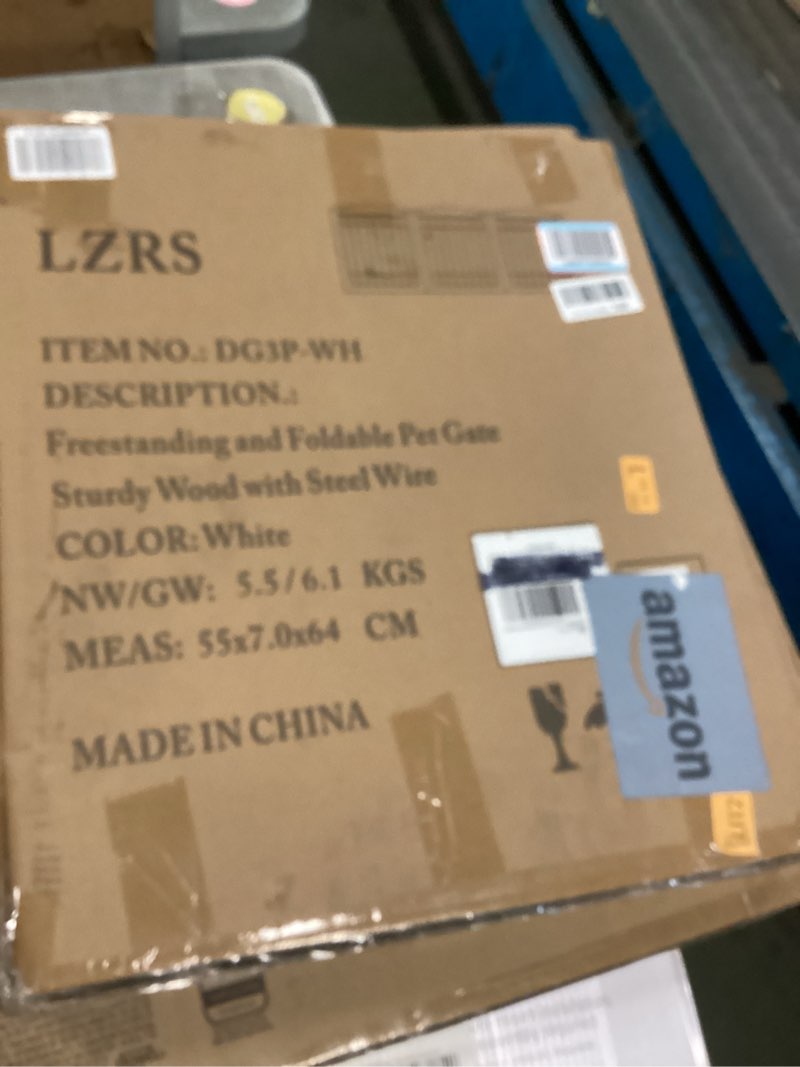 LZRS
ITEM NO.: DG3P-WH
DESCRIPTION.:
Freestanding and Foldable Pet Gate
Sturdy Wood with Steel Wire
COLOR: White
NW/GW: 5.5/6.1 KGS
MEAS: 55x7.0x64 CM
MADE IN CHINA
amazon